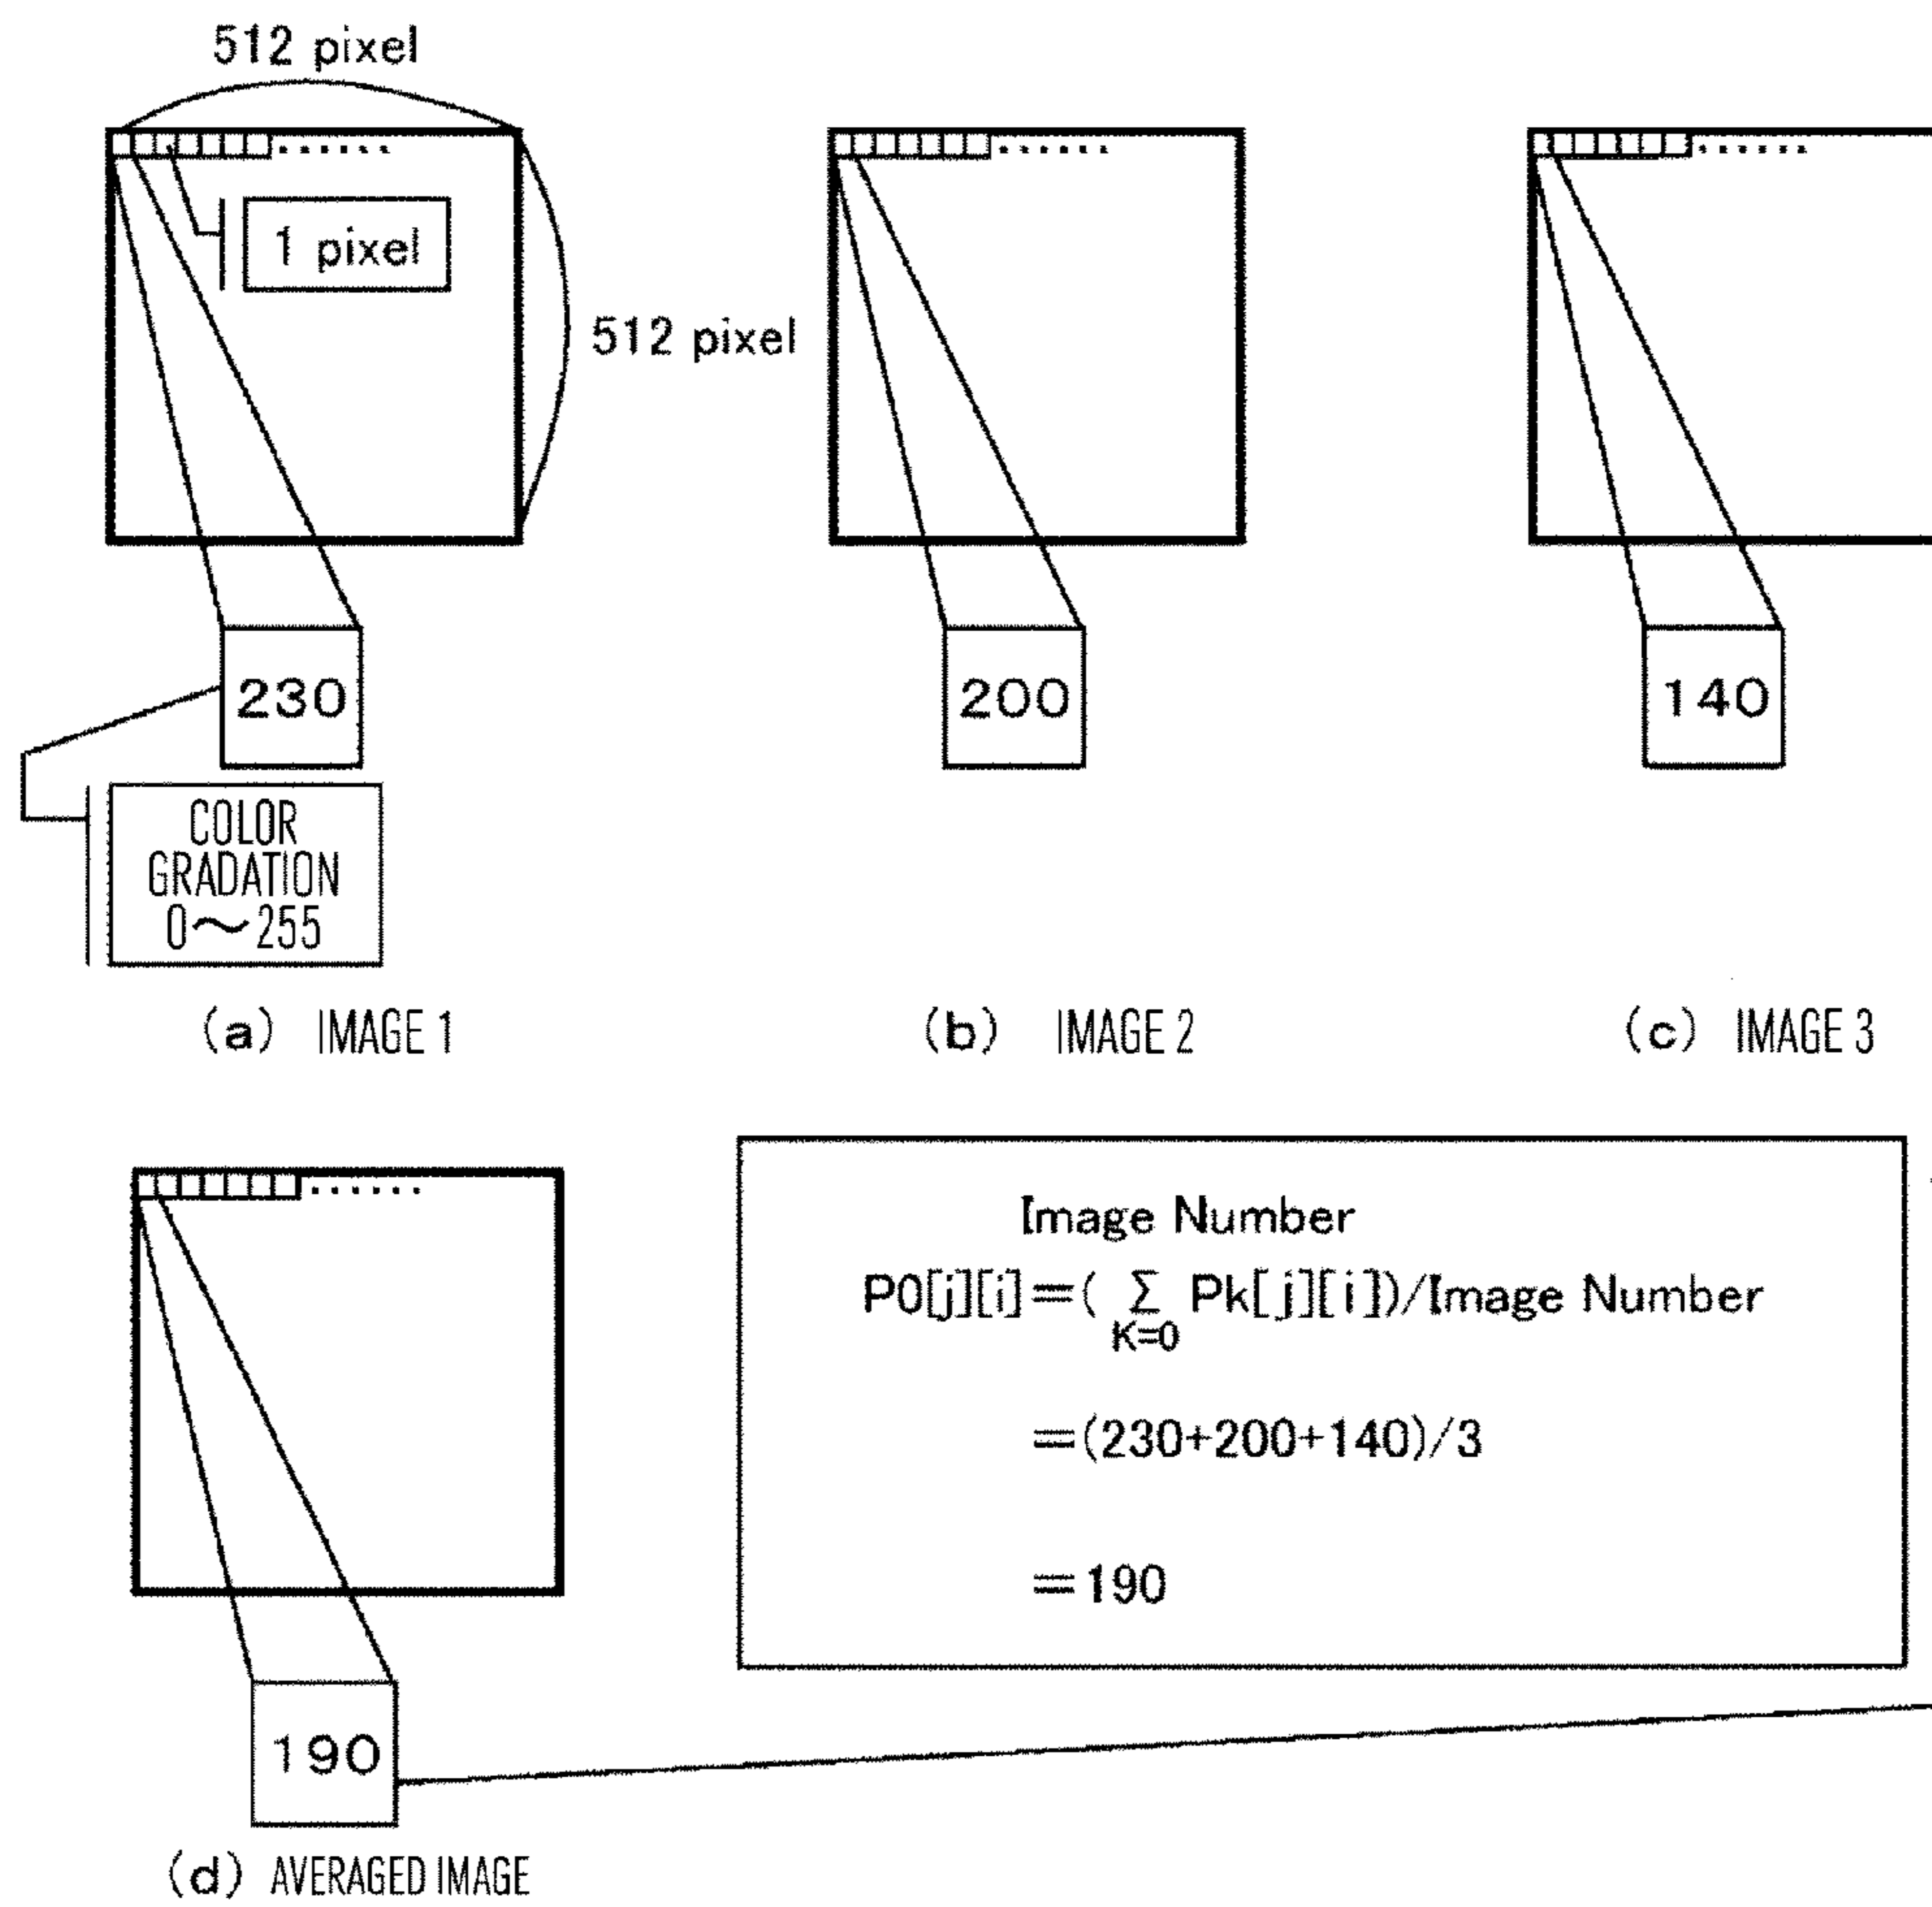 512 pixel
1 pixel
512 pixel
230
200
140
COLOR
GRADATION
0～255
(a) IMAGE 1
(b) IMAGE 2
(c) IMAGE 3
Image Number
P0[j][i]=( Σ Pk[j][i])/Image Number
K=0
=(230+200+140)/3
=190
190
(d) AVERAGED IMAGE